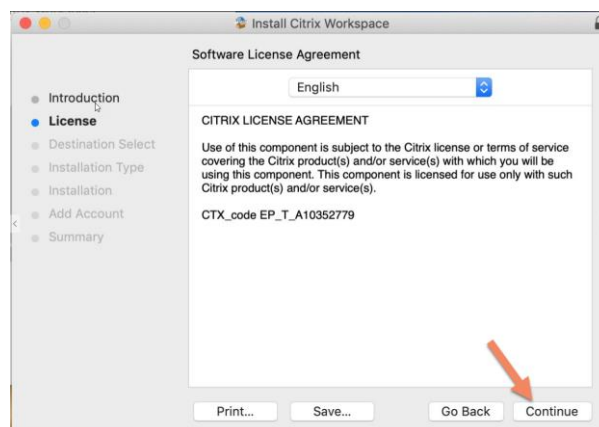 Install Citrix Workspace
Software License Agreement
English
Introduction
License
Destination Select
Installation Type
Installation
Add Account
Summary
CITRIX LICENSE AGREEMENT
Use of this component is subject to the Citrix license or terms of service
covering the Citrix product(s) and/or service(s) with which you will be
using this component. This component is licensed for use only with such
Citrix product(s) and/or service(s).
CTX_code EP_T_A10352779
Print...
Save...
Go Back
Continue